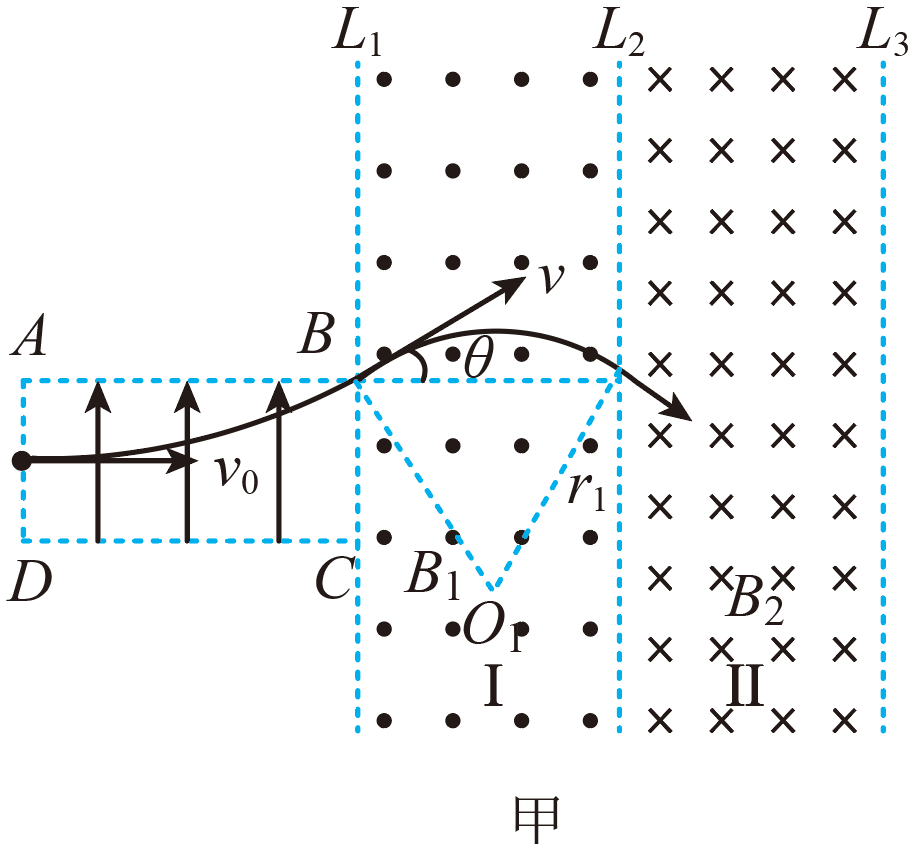 L₁ L₂ L₃
v
A B θ
v₀ r₁
D C B₁ B₂
O₁
I II
甲